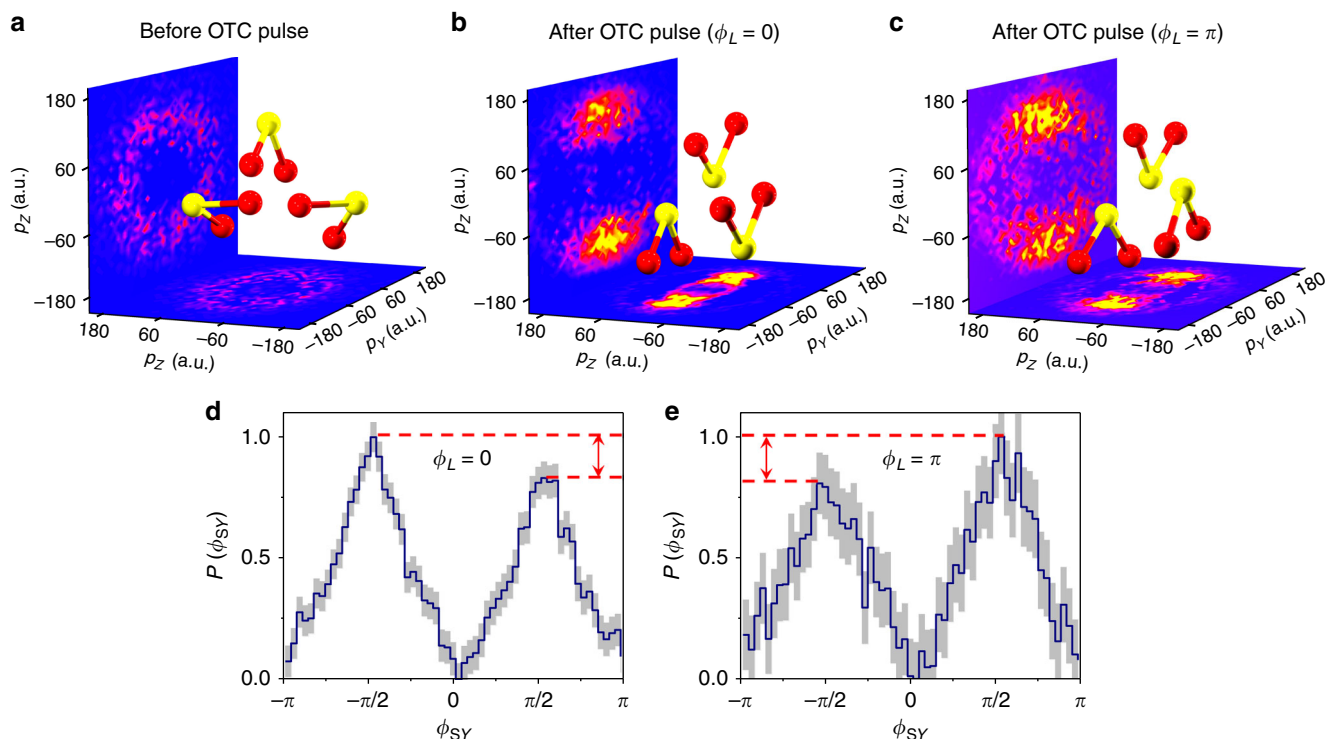 a Before OTC pulse
b After OTC pulse (ϕL = 0)
c After OTC pulse (ϕL = π)
180
60
−60
−180
pZ (a.u.)
180
60
−60
−180
pZ (a.u.)
−180
−60
60
180
pY (a.u.)
180
60
−60
−180
pZ (a.u.)
180
60
−60
−180
pZ (a.u.)
−180
−60
60
180
pY (a.u.)
180
60
−60
−180
pZ (a.u.)
180
60
−60
−180
pZ (a.u.)
−180
−60
60
180
pY (a.u.)
d
1.0
0.5
0.0
P (ϕSY)
ϕL = 0
−π −π/2 0 π/2 π
ϕSY
e
1.0
0.5
0.0
P (ϕSY)
ϕL = π
−π −π/2 0 π/2 π
ϕSY